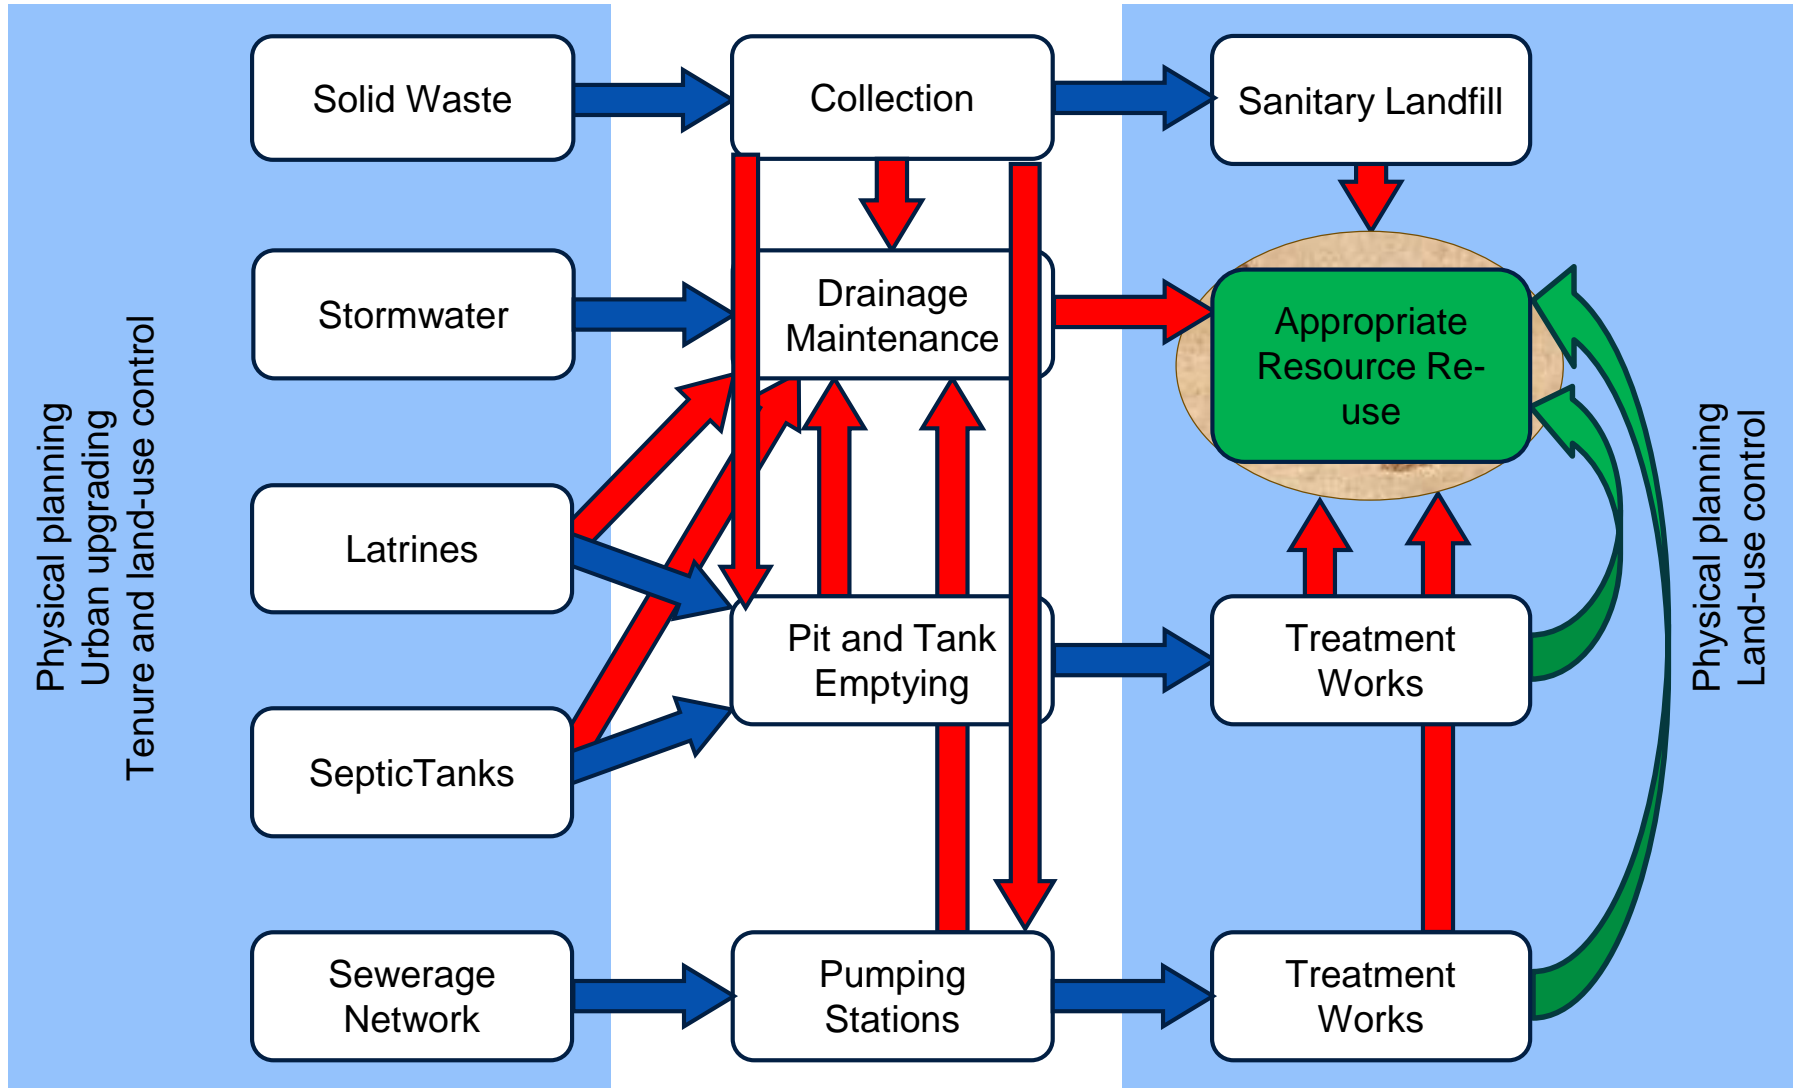 Physical planning
Urban upgrading
Tenure and land-use control
Solid Waste
Collection
Sanitary Landfill
Stormwater
Drainage
Maintenance
Appropriate
Resource Re-
use
Latrines
Pit and Tank
Emptying
Treatment
Works
SepticTanks
Sewerage
Network
Pumping
Stations
Treatment
Works
Physical planning
Land-use control